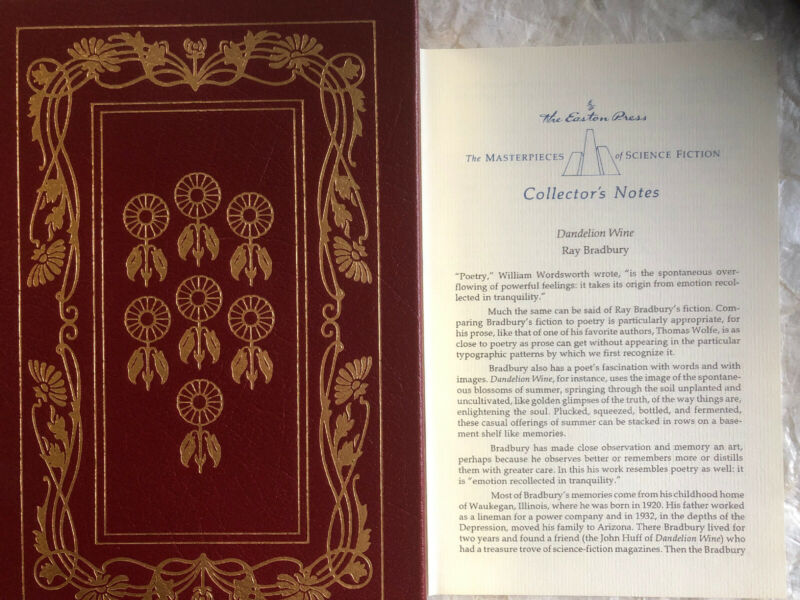 The Easton Press
The MASTERPIECES of SCIENCE FICTION
Collector's Notes
Dandelion Wine
Ray Bradbury
"Poetry," William Wordsworth wrote, "is the spontaneous over-
flowing of powerful feelings: it takes its origin from emotion recol-
lected in tranquility."
Much the same can be said of Ray Bradbury's fiction. Com-
paring Bradbury's fiction to poetry is particularly appropriate, for
his prose, like that of one of his favorite authors, Thomas Wolfe, is as
close to poetry as prose can get without appearing in the particular
typographic patterns by which we first recognize it.
Bradbury also has a poet's fascination with words and with
images. Dandelion Wine, for instance, uses the image of the spontane-
ous blossoms of summer, springing through the soil unplanted and
uncultivated, like golden glimpses of the truth, of the way things are,
enlightening the soul. Plucked, squeezed, bottled, and fermented,
these casual offerings of summer can be stacked in rows on a base-
ment shelf like memories.
Bradbury has made close observation and memory an art,
perhaps because he observes better or remembers more or distills
them with greater care. In this his work resembles poetry as well: it
is "emotion recollected in tranquility."
Most of Bradbury's memories come from his childhood home
of Waukegan, Illinois, where he was born in 1920. His father worked
as a lineman for a power company and in 1932, in the depths of the
Depression, moved his family to Arizona. There Bradbury lived for
two years and found a friend (the John Huff of Dandelion Wine) who
had a treasure trove of science-fiction magazines. Then the Bradbury